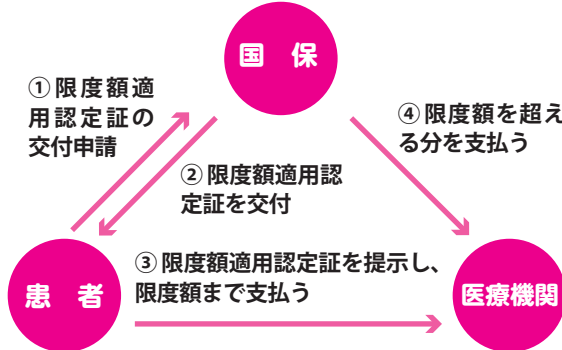 国 保
①限度額適
用認定証の
交付申請
④限度額を超え
る分を支払う
②限度額適用認
定証を交付
③限度額適用認定証を提示し、
限度額まで支払う
患 者
医療機関